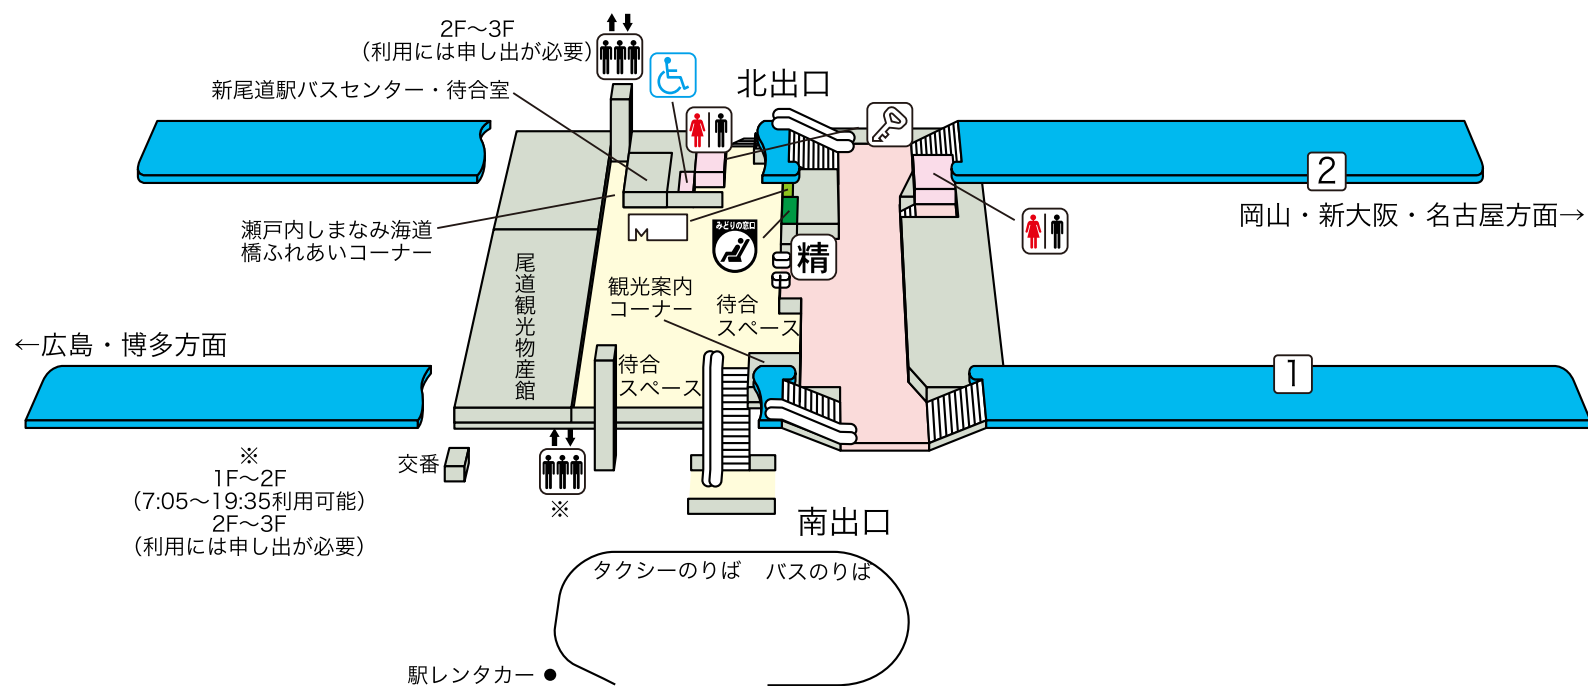 2F〜3F
（利用には申し出が必要）
新尾道駅バスセンター・待合室
北出口
2
岡山・新大阪・名古屋方面→
瀬戸内しまなみ海道
橋ふれあいコーナー
みどりの窓口
M
精
尾道観光物産館
観光案内
コーナー
待合
スペース
←広島・博多方面
待合
スペース
1
交番
※
1F〜2F
（7:05〜19:35利用可能）
2F〜3F
（利用には申し出が必要）
※
南出口
タクシーのりば
バスのりば
駅レンタカー ●